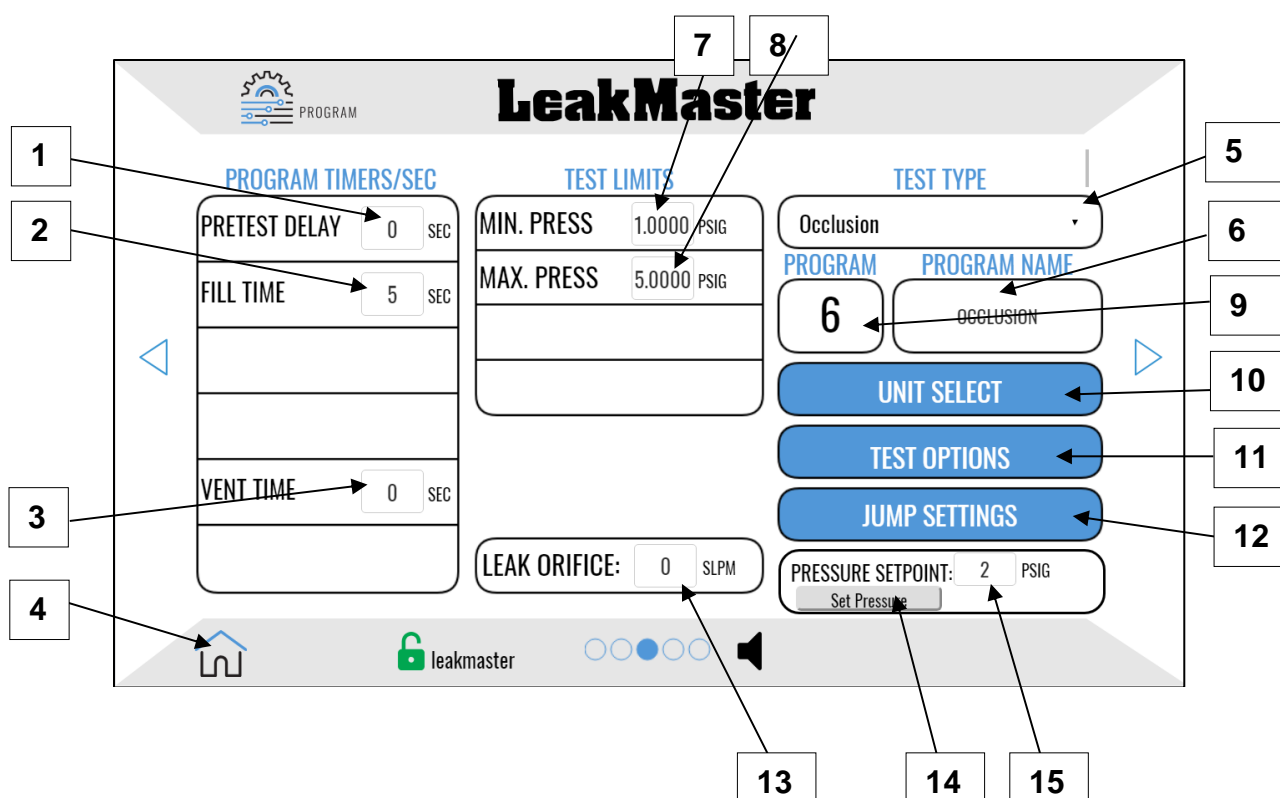 7 8
PROGRAM
LeakMaster
1
5
PROGRAM TIMERS/SEC
TEST LIMITS
TEST TYPE
PRETEST DELAY 0 SEC
MIN. PRESS 1.0000 PSIG
Occlusion
2
6
FILL TIME 5 SEC
MAX. PRESS 5.0000 PSIG
PROGRAM PROGRAM NAME
6 OCCLUSION
9
UNIT SELECT
10
TEST OPTIONS
11
VENT TIME 0 SEC
3
JUMP SETTINGS
12
LEAK ORIFICE: 0 SLPM
PRESSURE SETPOINT: 2 PSIG
Set Pressure
4
leakmaster
13 14 15